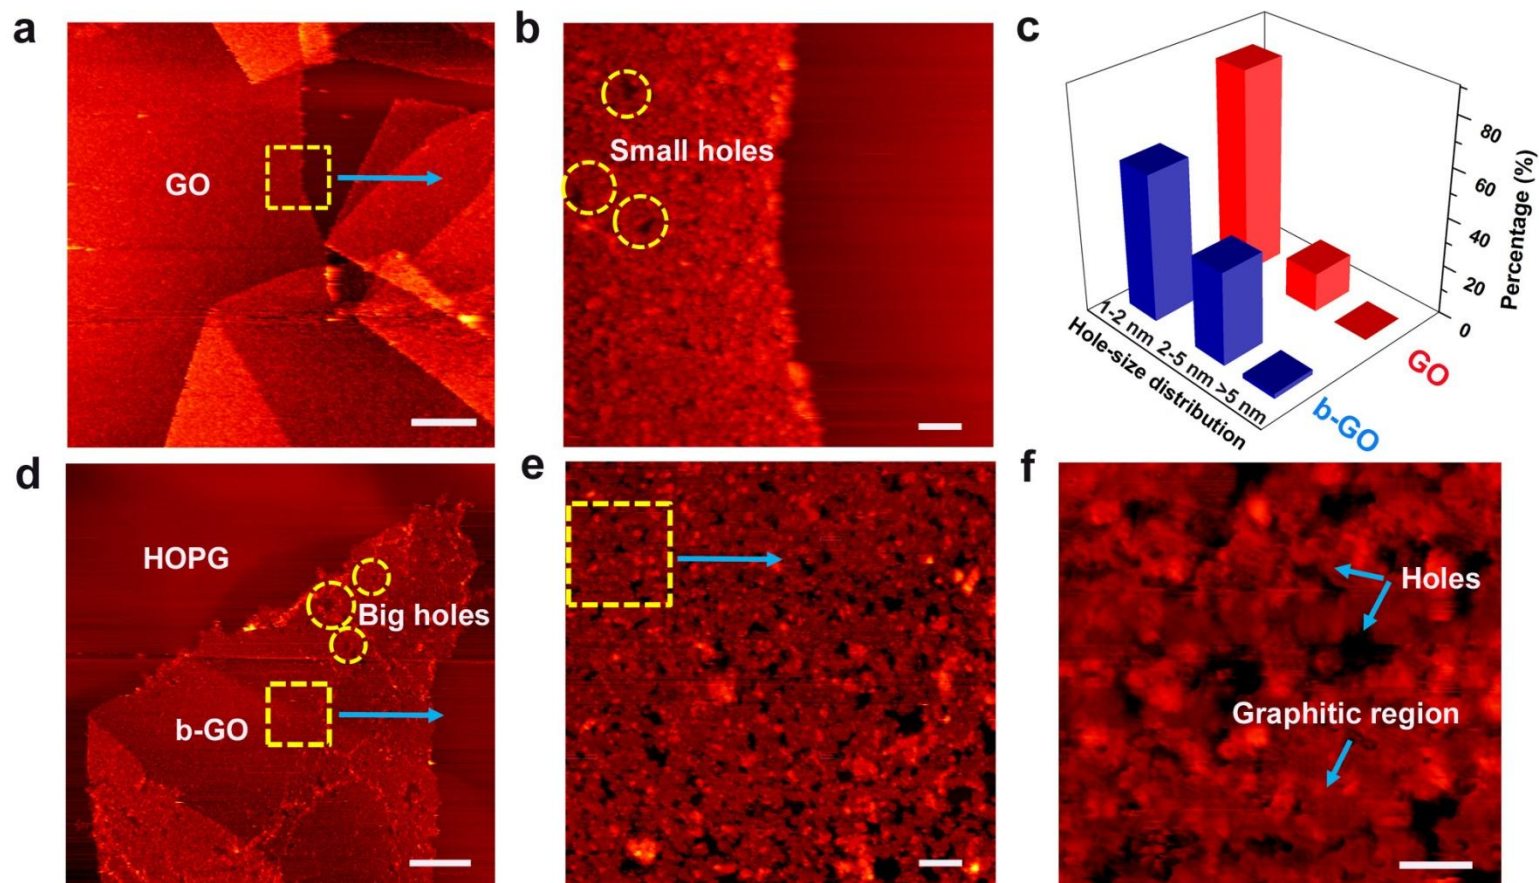 a
GO
b
Small holes
c
80
60
40
20
0
Percentage (%)
1-2 nm 2-5 nm >5 nm
Hole-size distribution
GO
b-GO
d
HOPG
Big holes
b-GO
e
f
Holes
Graphitic region